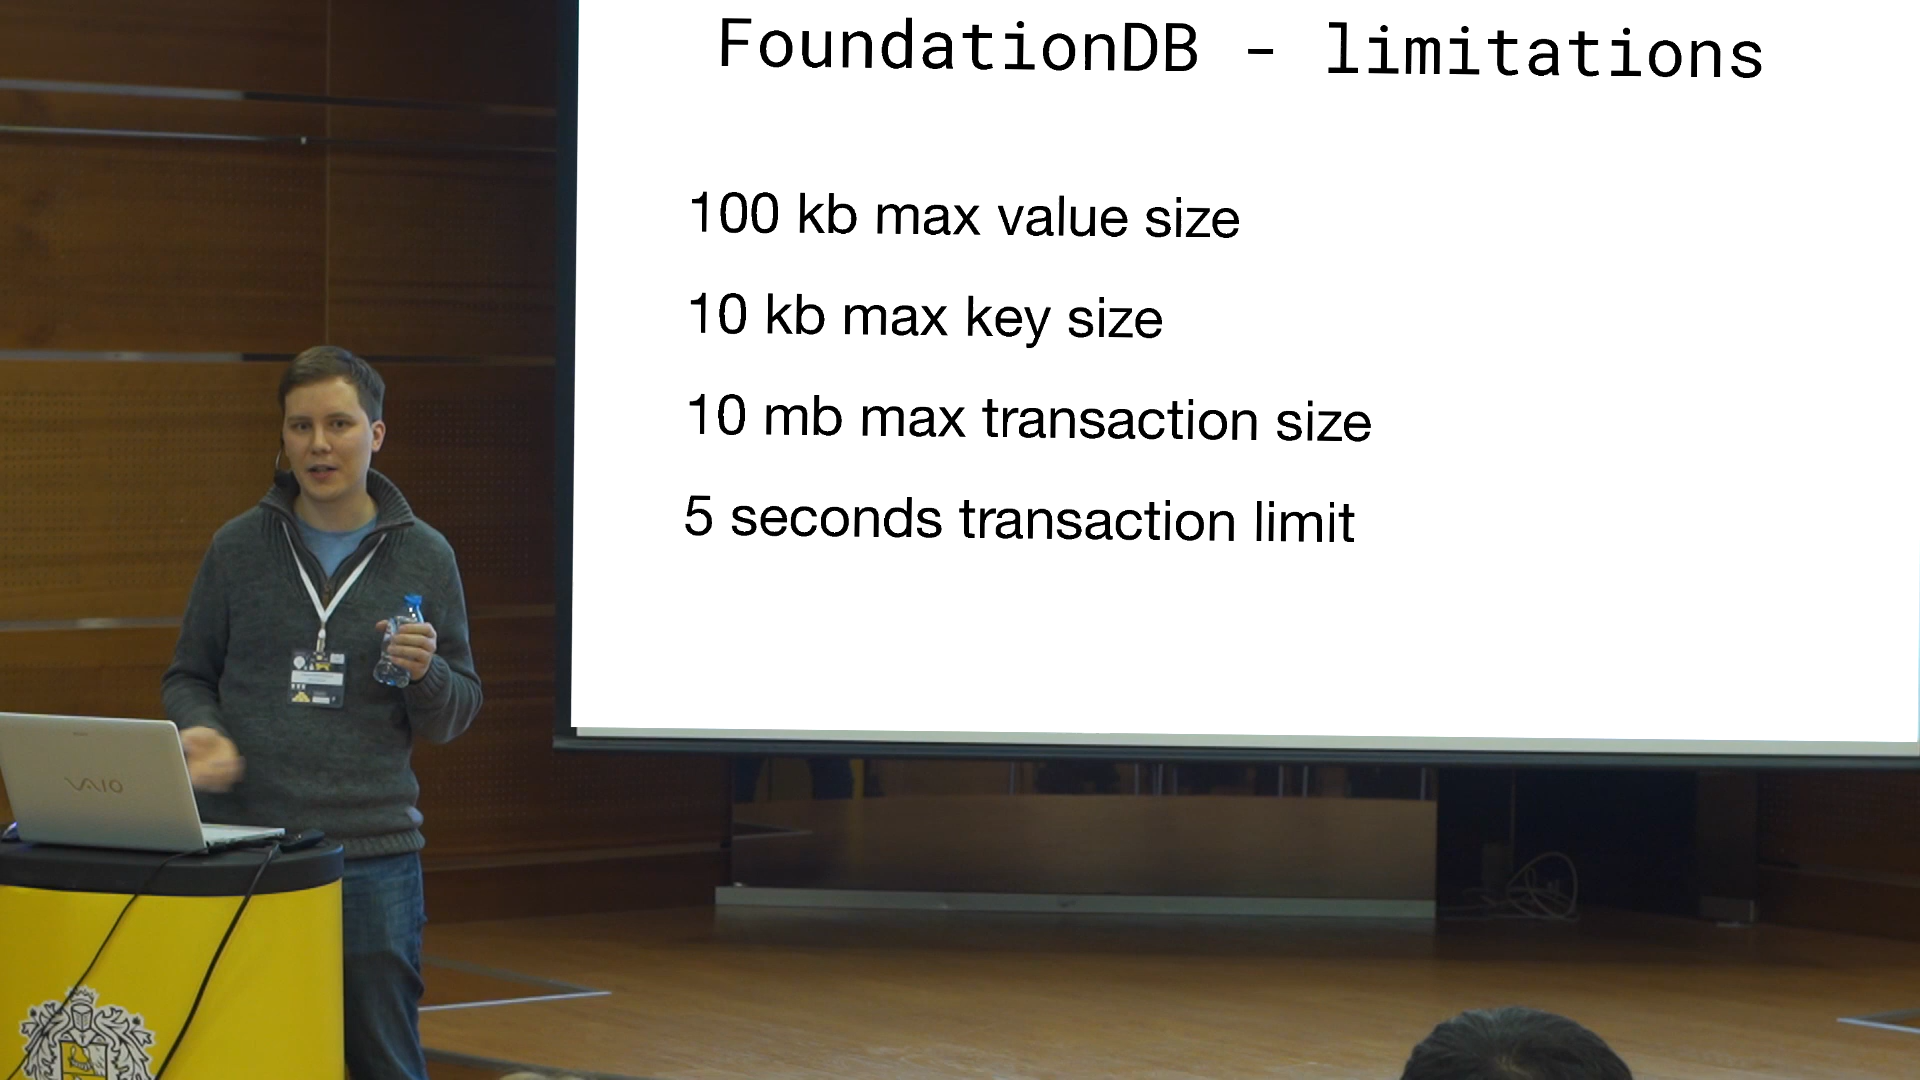 FoundationDB - limitations
100 kb max value size
10 kb max key size
10 mb max transaction size
5 seconds transaction limit
VAIO